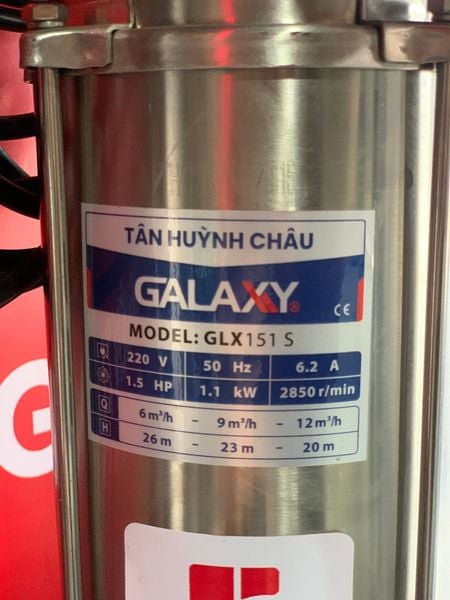 TÂN HUỲNH CHÂU
GALAXY®
CE
MODEL: GLX151 S
220 V 50 Hz 6.2 A
1.5 HP 1.1 kW 2850 r/min
Q 6 m³/h - 9 m³/h - 12 m³/h
H 26 m - 23 m - 20 m
G